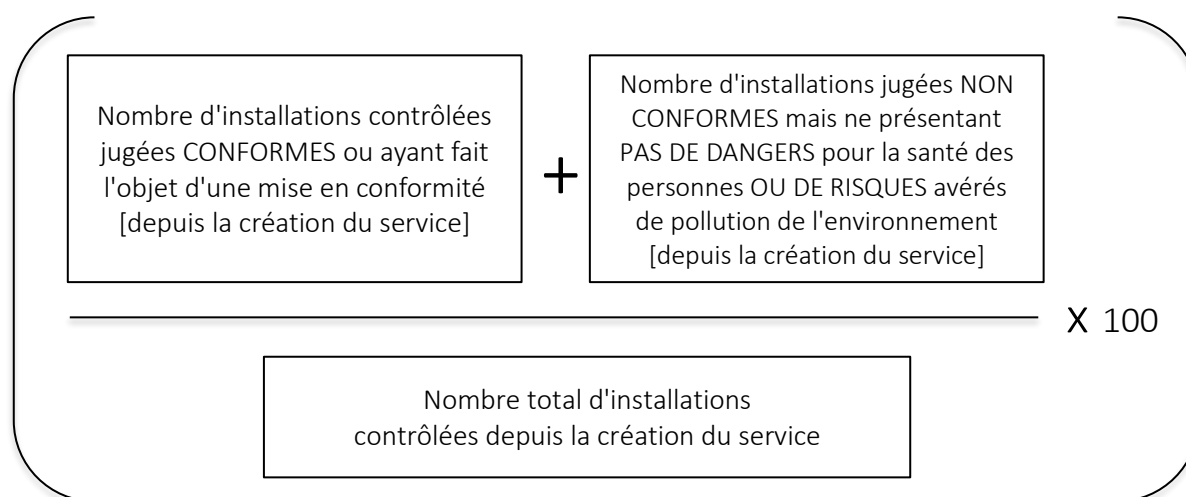 Nombre d'installations contrôlées
jugées CONFORMES ou ayant fait
l'objet d'une mise en conformité
[depuis la création du service]
+
Nombre d'installations jugées NON
CONFORMES mais ne présentant
PAS DE DANGERS pour la santé des
personnes OU DE RISQUES avérés
de pollution de l'environnement
[depuis la création du service]
X 100
Nombre total d'installations
contrôlées depuis la création du service